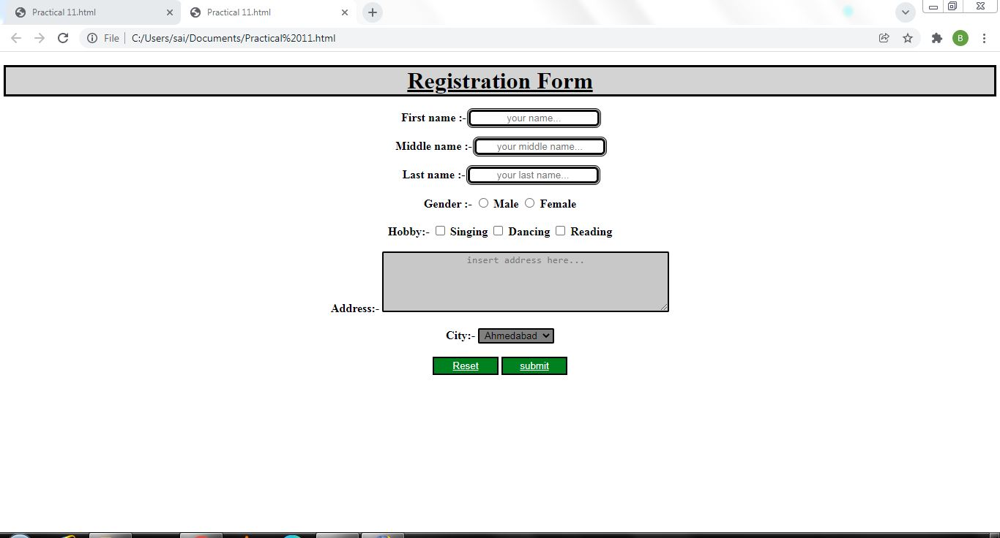 Practical 11.html Practical 11.html
File C:/Users/sai/Documents/Practical%2011.html B
Registration Form
First name :- your name...
Middle name :- your middle name...
Last name :- your last name...
Gender :- Male Female
Hobby:- Singing Dancing Reading
insert address here...
Address:-
City:- Ahmedabad
Reset submit